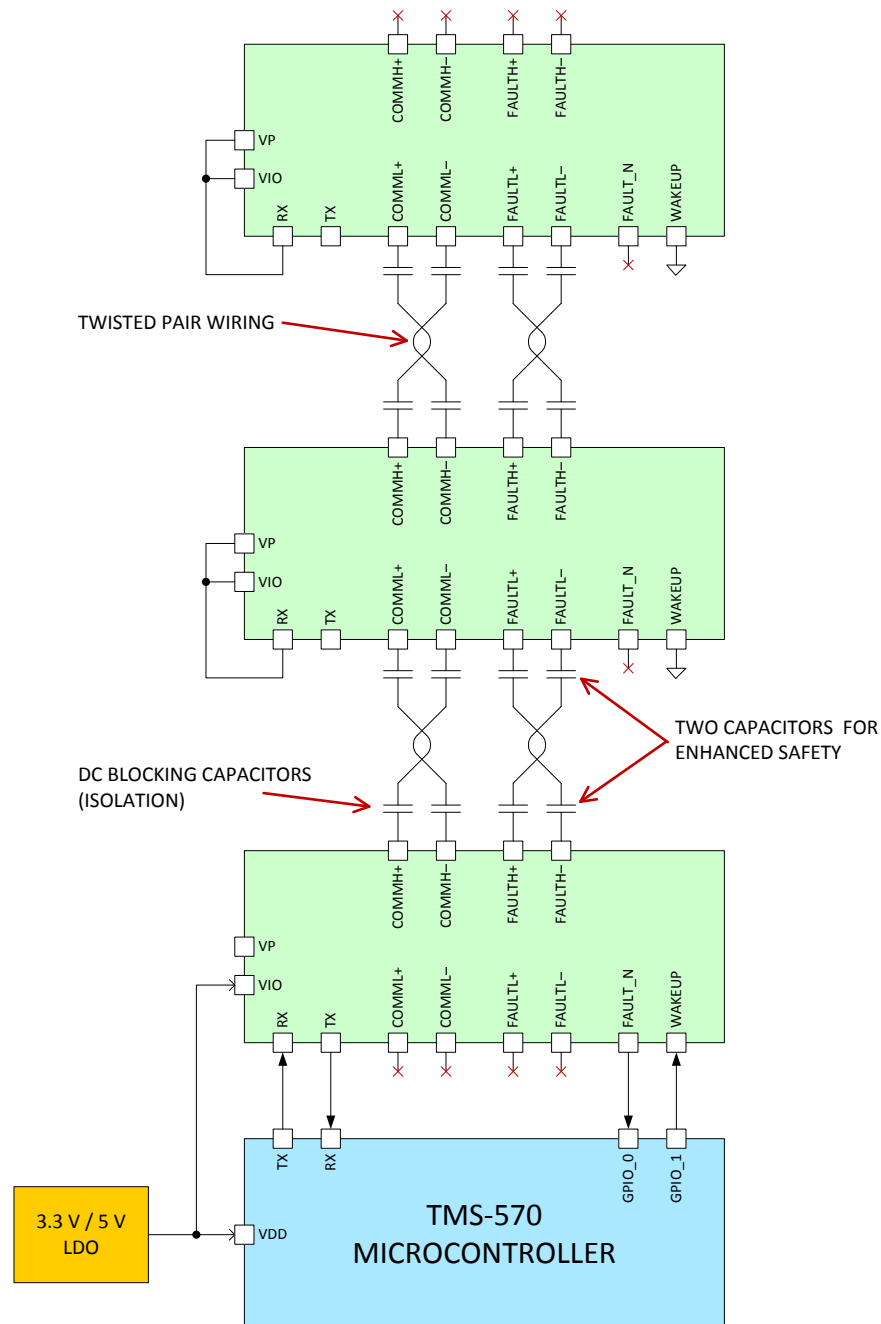 COMMH+
COMMH–
FAULTH+
FAULTH–
VP
VIO
RX
TX
COMML+
COMML–
FAULTL+
FAULTL–
FAULT_N
WAKEUP
TWISTED PAIR WIRING
COMMH+
COMMH–
FAULTH+
FAULTH–
VP
VIO
RX
TX
COMML+
COMML–
FAULTL+
FAULTL–
FAULT_N
WAKEUP
TWO CAPACITORS FOR
ENHANCED SAFETY
DC BLOCKING CAPACITORS
(ISOLATION)
COMMH+
COMMH–
FAULTH+
FAULTH–
VP
VIO
RX
TX
COMML+
COMML–
FAULTL+
FAULTL–
FAULT_N
WAKEUP
TX
RX
GPIO_0
GPIO_1
3.3 V / 5 V
LDO
VDD
TMS-570
MICROCONTROLLER